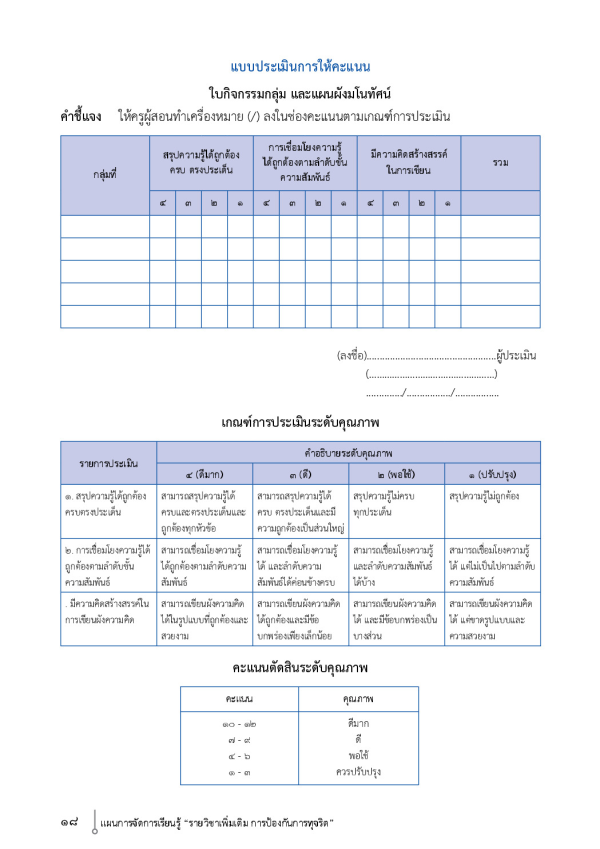 แบบประเมินการให้คะแนน
ใบกิจกรรมกลุ่ม และแผนผังมโนทัศน์
คำชี้แจง ให้ครูผู้สอนทำเครื่องหมาย (/) ลงในช่องคะแนนตามเกณฑ์การประเมิน
กลุ่มที่
สรุปความรู้ได้ถูกต้อง
ครบ ตรงประเด็น
การเชื่อมโยงความรู้
ได้ถูกต้องตามลำดับชั้น
ความสัมพันธ์
มีความคิดสร้างสรรค์
ในการเขียน
รวม
๔ ๓ ๒ ๑ ๔ ๓ ๒ ๑ ๔ ๓ ๒ ๑
(ลงชื่อ)..................................................ผู้ประเมิน
(................................................)
............../................./.................
เกณฑ์การประเมินระดับคุณภาพ
รายการประเมิน
คำอธิบายระดับคุณภาพ
๔ (ดีมาก) ๓ (ดี) ๒ (พอใช้) ๑ (ปรับปรุง)
๑. สรุปความรู้ได้ถูกต้อง
ครบตรงประเด็น
สามารถสรุปความรู้ได้
ครบและตรงประเด็นและ
ถูกต้องทุกหัวข้อ
สามารถสรุปความรู้ได้
ครบ ตรงประเด็นและมี
ความถูกต้องเป็นส่วนใหญ่
สรุปความรู้ไม่ครบ
ทุกประเด็น
สรุปความรู้ไม่ถูกต้อง
๒. การเชื่อมโยงความรู้ได้
ถูกต้องตามลำดับชั้น
ความสัมพันธ์
สามารถเชื่อมโยงความรู้
ได้ถูกต้องตามลำดับความ
สัมพันธ์
สามารถเชื่อมโยงความรู้
ได้ และลำดับความ
สัมพันธ์ได้ค่อนข้างครบ
สามารถเชื่อมโยงความรู้
และลำดับความสัมพันธ์
ได้บ้าง
สามารถเชื่อมโยงความรู้
ได้ แต่ไม่เป็นไปตามลำดับ
ความสัมพันธ์
. มีความคิดสร้างสรรค์ใน
การเขียนผังความคิด
สามารถเขียนผังความคิด
ได้ในรูปแบบที่ถูกต้องและ
สวยงาม
สามารถเขียนผังความคิด
ได้ถูกต้องและมีข้อ
บกพร่องเพียงเล็กน้อย
สามารถเขียนผังความคิด
ได้ และมีข้อบกพร่องเป็น
บางส่วน
สามารถเขียนผังความคิด
ได้ แต่ขาดรูปแบบและ
ความสวยงาม
คะแนนตัดสินระดับคุณภาพ
คะแนน คุณภาพ
๑๐ - ๑๒ ดีมาก
๗ - ๙ ดี
๔ - ๖ พอใช้
๑ - ๓ ควรปรับปรุง
๑๘ แผนการจัดการเรียนรู้ “รายวิชาเพิ่มเติม การป้องกันการทุจริต”